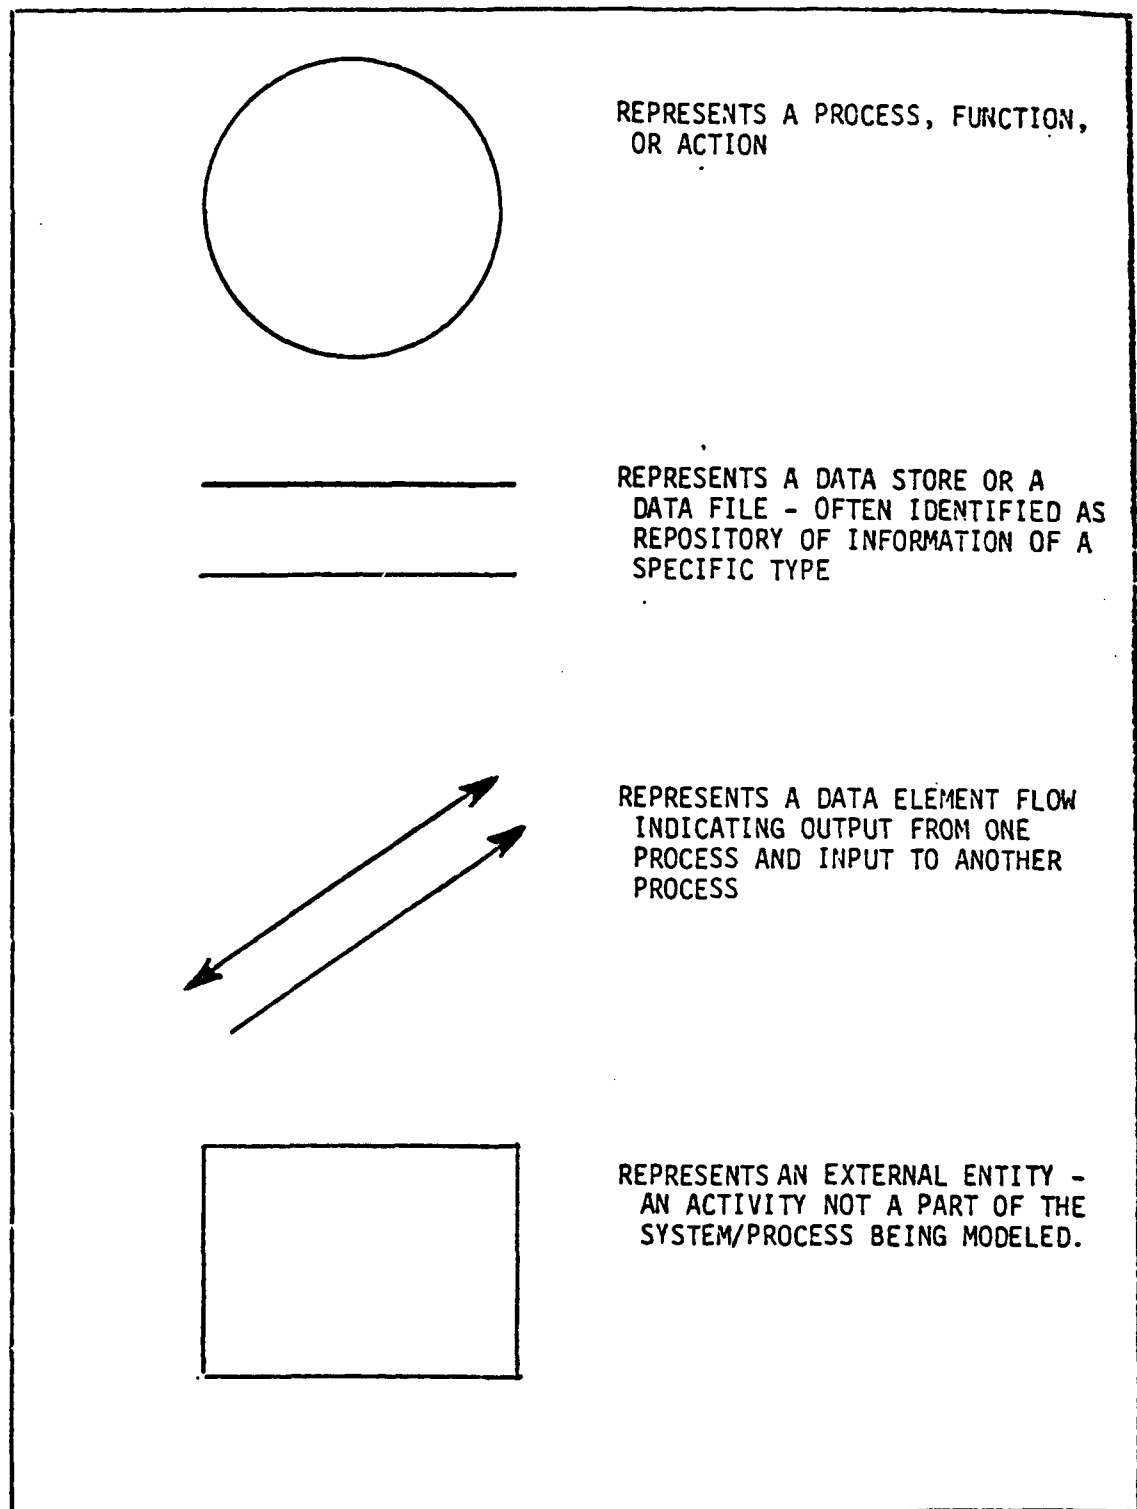 REPRESENTS A PROCESS, FUNCTION,
OR ACTION
REPRESENTS A DATA STORE OR A
DATA FILE - OFTEN IDENTIFIED AS
REPOSITORY OF INFORMATION OF A
SPECIFIC TYPE
REPRESENTS A DATA ELEMENT FLOW
INDICATING OUTPUT FROM ONE
PROCESS AND INPUT TO ANOTHER
PROCESS
REPRESENTS AN EXTERNAL ENTITY -
AN ACTIVITY NOT A PART OF THE
SYSTEM/PROCESS BEING MODELED.